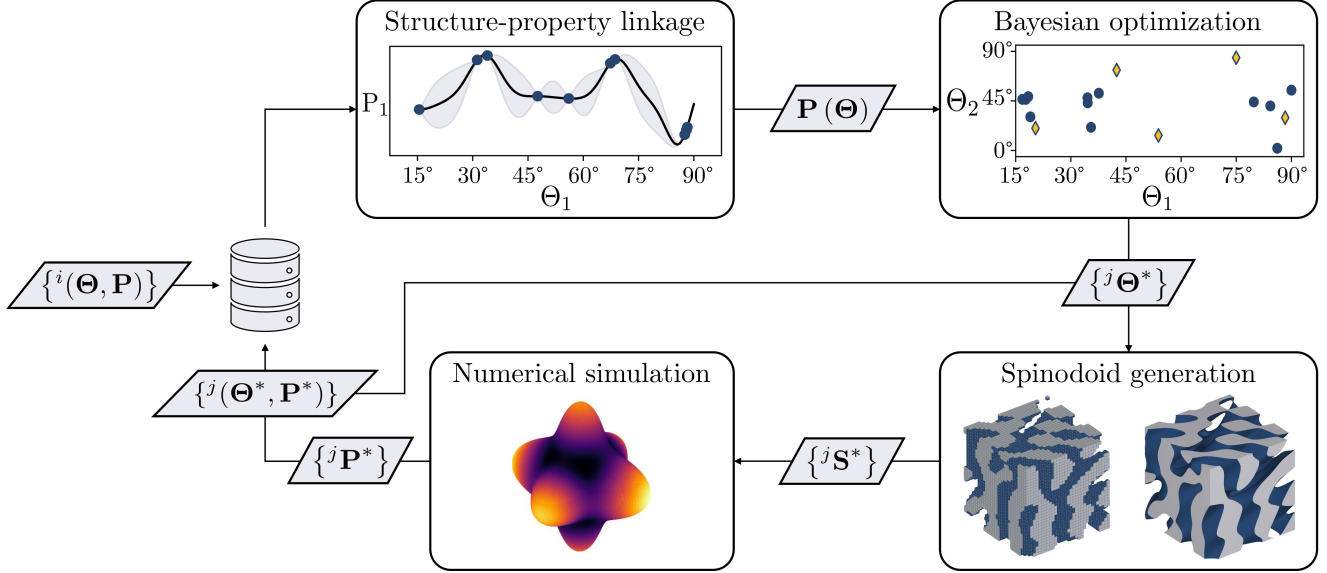 Structure-property linkage
P₁
15° 30° 45° 60° 75° 90°
Θ₁
P(Θ)
Bayesian optimization
90°
Θ₂ 45°
0°
15° 30° 45° 60° 75° 90°
Θ₁
{ⁱ(Θ, P)}
{ʲΘ*}
{ʲ(Θ*, P*)}
Numerical simulation
Spinodoid generation
{ʲP*}
{ʲS*}